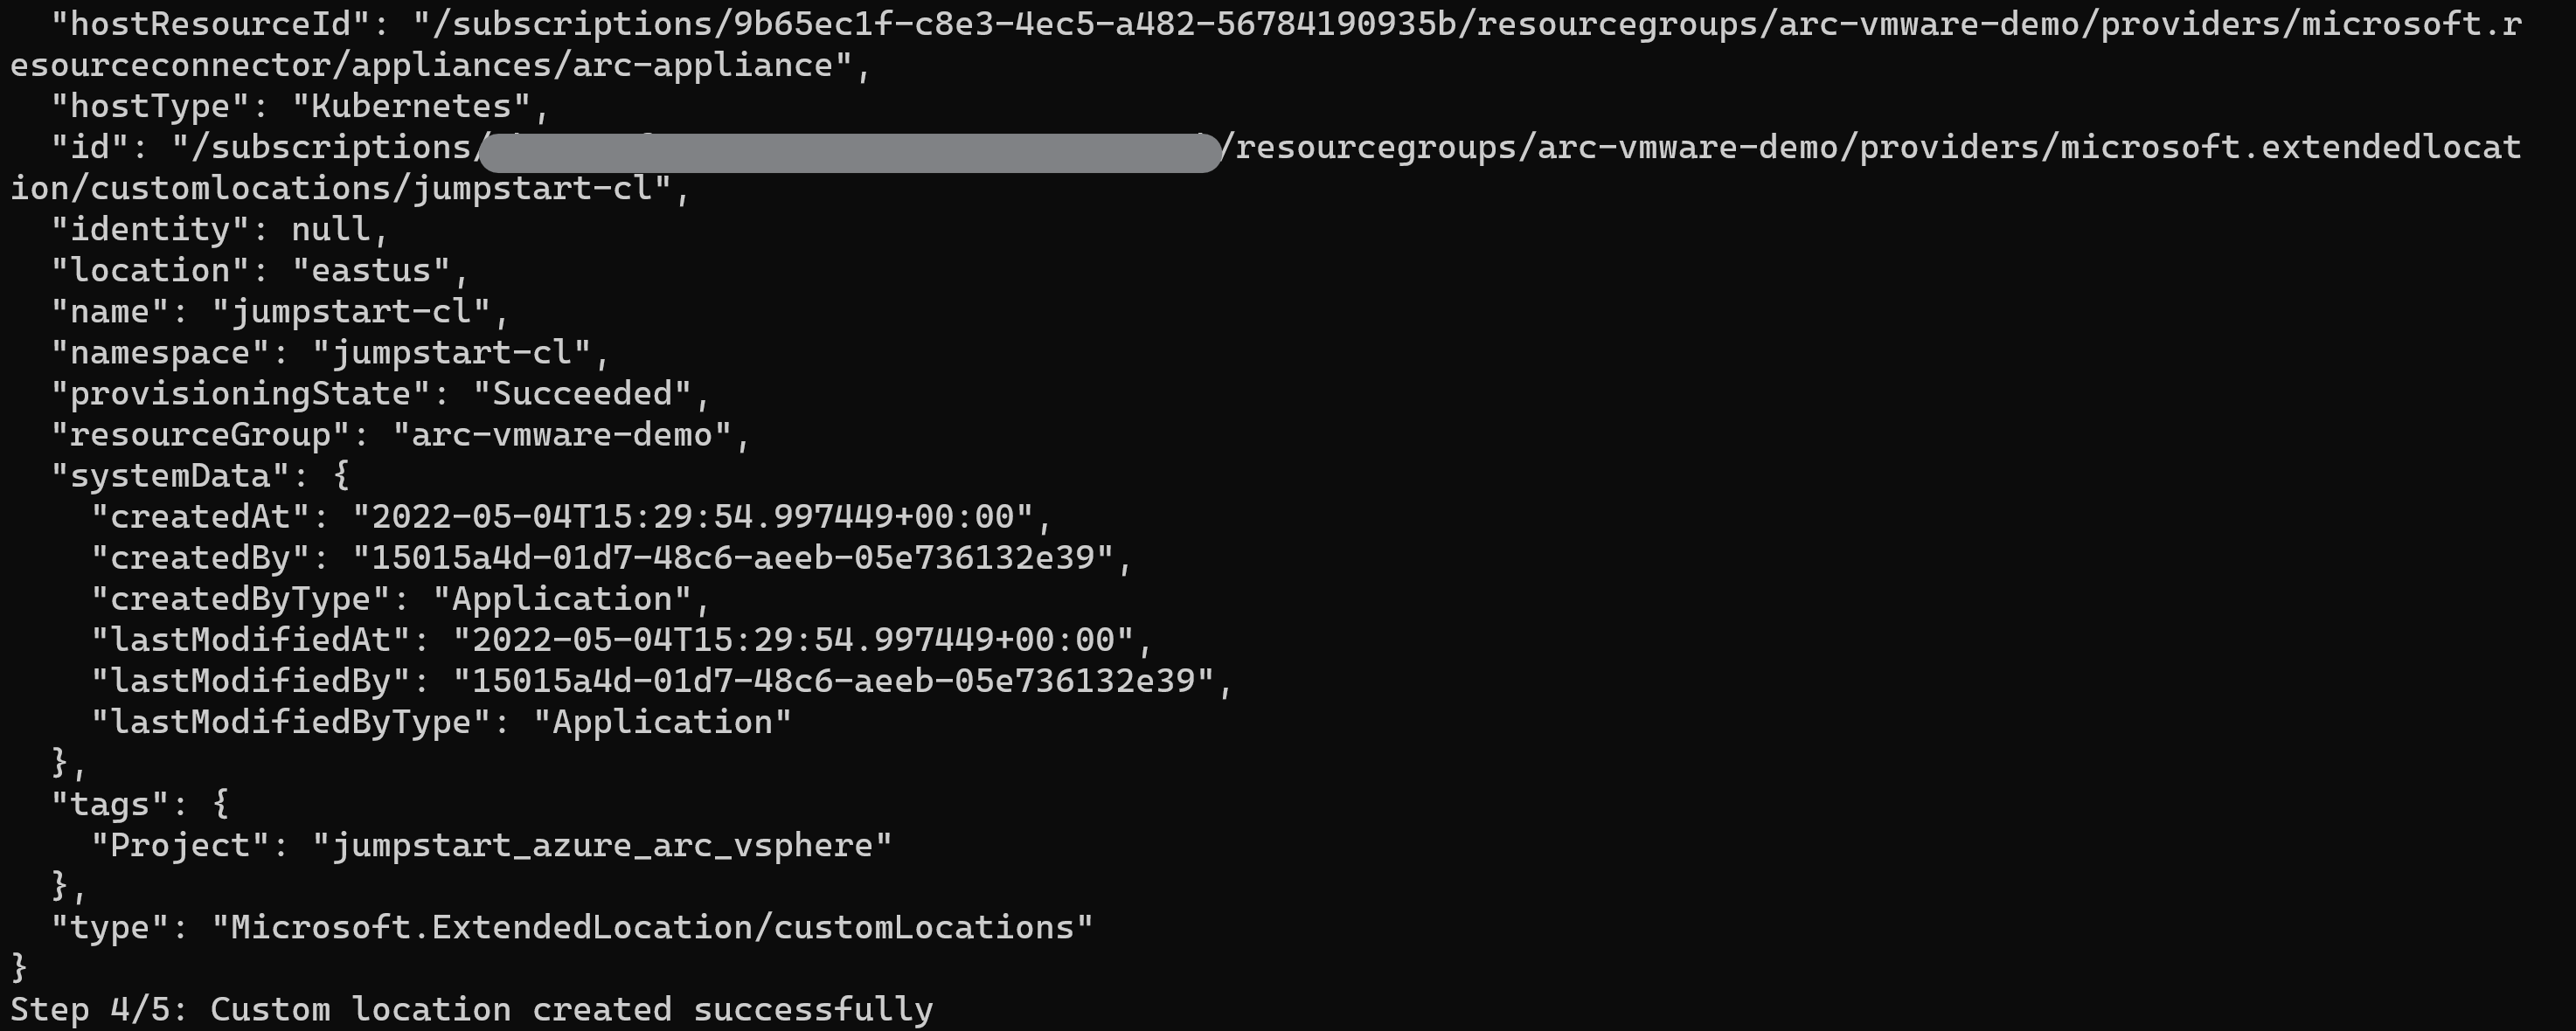 "hostResourceId": "/subscriptions/9b65ec1f-c8e3-4ec5-a482-56784190935b/resourcegroups/arc-vmware-demo/providers/microsoft.r
esourceconnector/appliances/arc-appliance",
"hostType": "Kubernetes",
"id": "/subscriptions/ /resourcegroups/arc-vmware-demo/providers/microsoft.extendedlocat
ion/customlocations/jumpstart-cl",
"identity": null,
"location": "eastus",
"name": "jumpstart-cl",
"namespace": "jumpstart-cl",
"provisioningState": "Succeeded",
"resourceGroup": "arc-vmware-demo",
"systemData": {
"createdAt": "2022-05-04T15:29:54.997449+00:00",
"createdBy": "15015a4d-01d7-48c6-aeeb-05e736132e39",
"createdByType": "Application",
"lastModifiedAt": "2022-05-04T15:29:54.997449+00:00",
"lastModifiedBy": "15015a4d-01d7-48c6-aeeb-05e736132e39",
"lastModifiedByType": "Application"
},
"tags": {
"Project": "jumpstart_azure_arc_vsphere"
},
"type": "Microsoft.ExtendedLocation/customLocations"
}
Step 4/5: Custom location created successfully